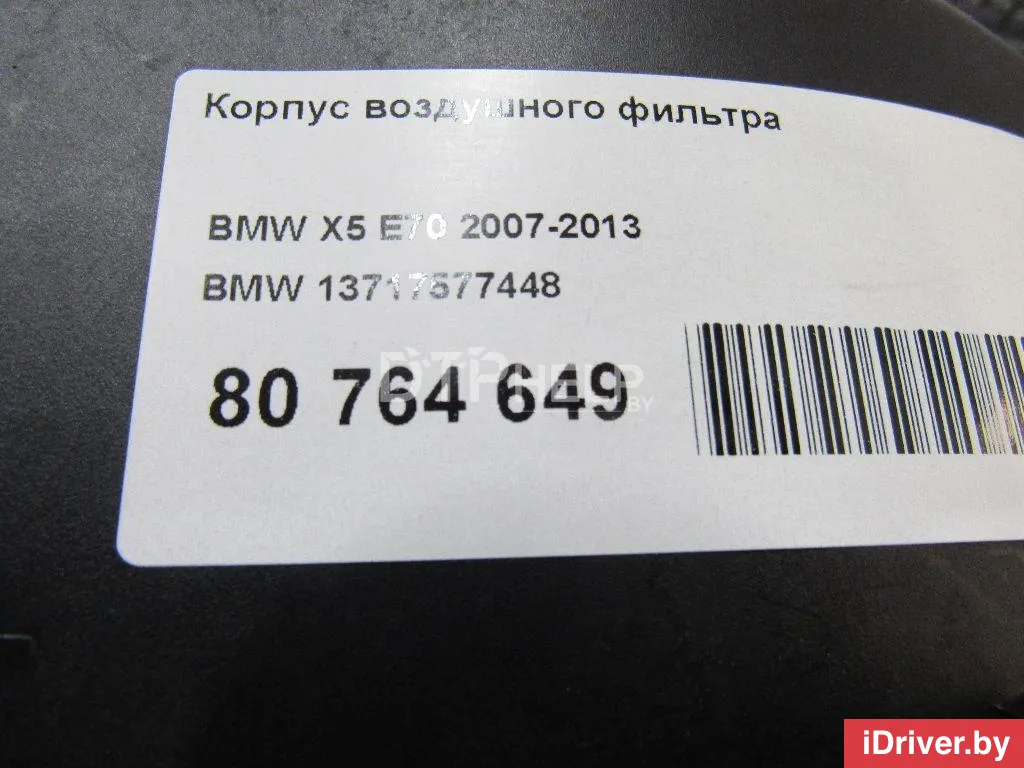 Корпус воздушного фильтра
BMW X5 E70 2007-2013
BMW 13717577448
80 764 649
iDriver.by